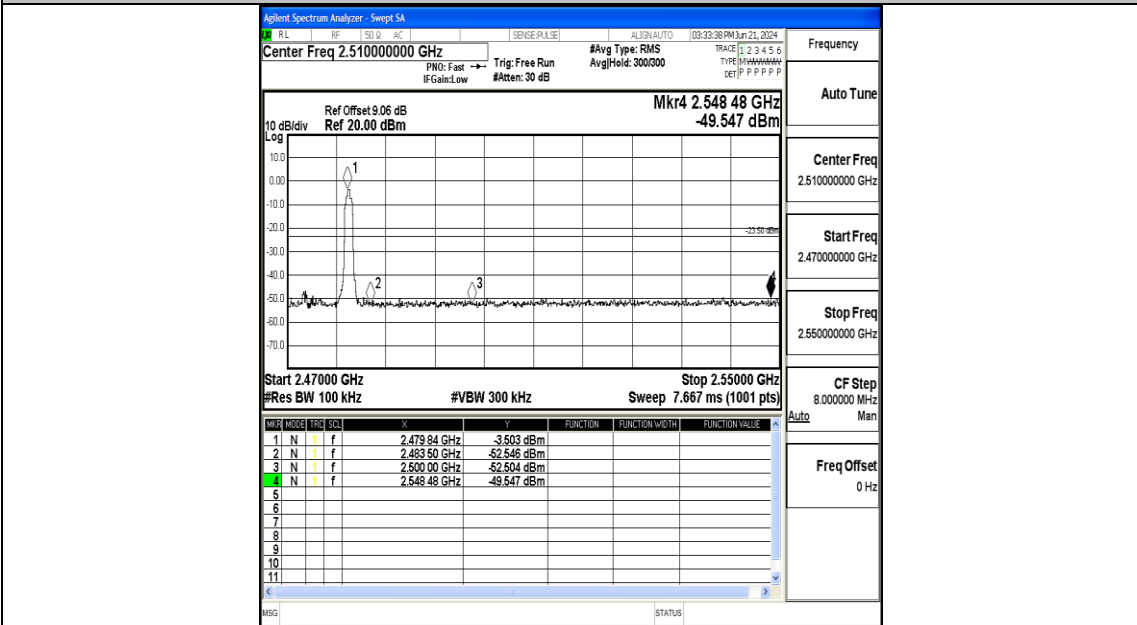 Agilent Spectrum Analyzer - Swept SA
RL RF 50 Ω AC SENSE:PULSE ALIGNAUTO 03:33:38 PM Jun 21, 2024
Center Freq 2.510000000 GHz
PNO: Fast
IFGain:Low
Trig: Free Run
#Atten: 30 dB
#Avg Type: RMS
Avg|Hold: 300/300
TRACE 1 2 3 4 5 6
TYPE
DET P P P P P P
Ref Offset 9.06 dB
Ref 20.00 dBm
10 dB/div
Log
Mkr4 2.548 48 GHz
-49.547 dBm
10.0
0.00
-10.0
-20.0
-30.0
-40.0
-50.0
-60.0
-70.0
1
2
3
-23.50 dBm
Start 2.47000 GHz Stop 2.55000 GHz
#Res BW 100 kHz #VBW 300 kHz Sweep 7.667 ms (1001 pts)
MKR MODE TRC SCL X Y FUNCTION FUNCTION WIDTH FUNCTION VALUE
1 N 1 f 2.479 84 GHz -3.503 dBm
2 N 1 f 2.483 50 GHz -52.546 dBm
3 N 1 f 2.500 00 GHz -52.504 dBm
4 N 1 f 2.548 48 GHz -49.547 dBm
5
6
7
8
9
10
11
MSG STATUS
Frequency
Auto Tune
Center Freq
2.510000000 GHz
Start Freq
2.470000000 GHz
Stop Freq
2.550000000 GHz
CF Step
8.000000 MHz
Auto Man
Freq Offset
0 Hz